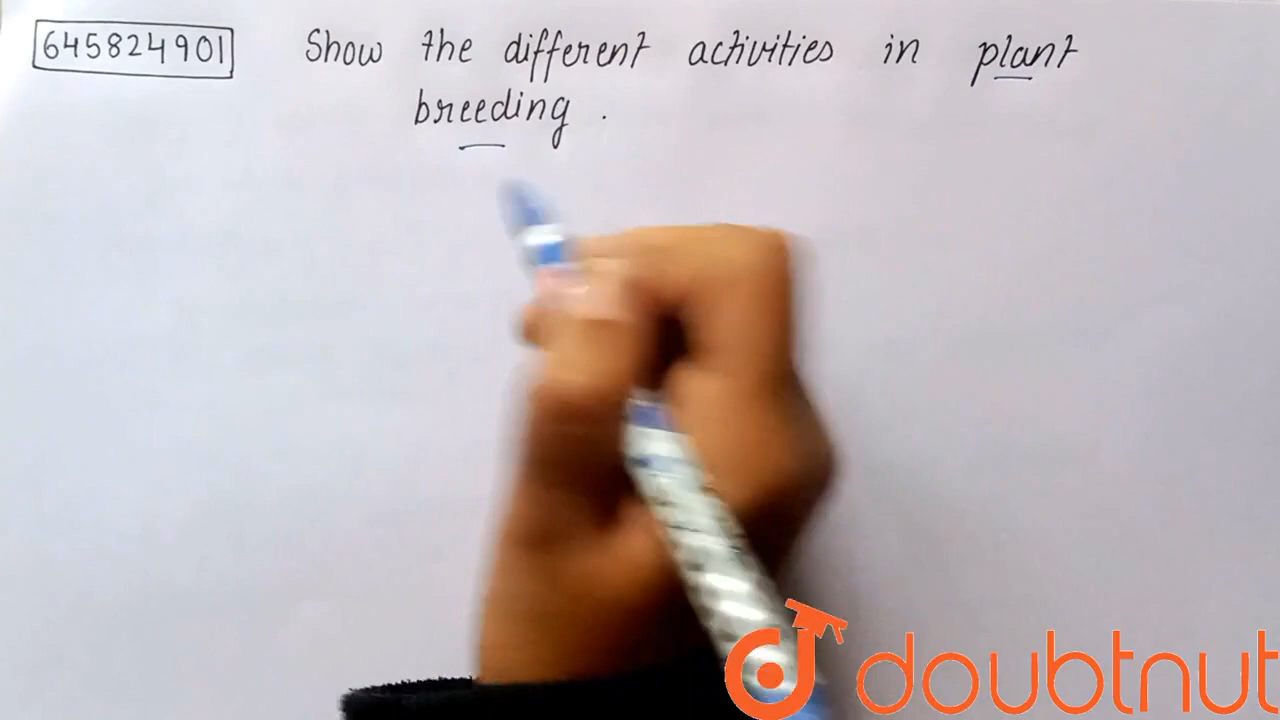 645824901 Show the different activities in plant
breeding .
doubtnut